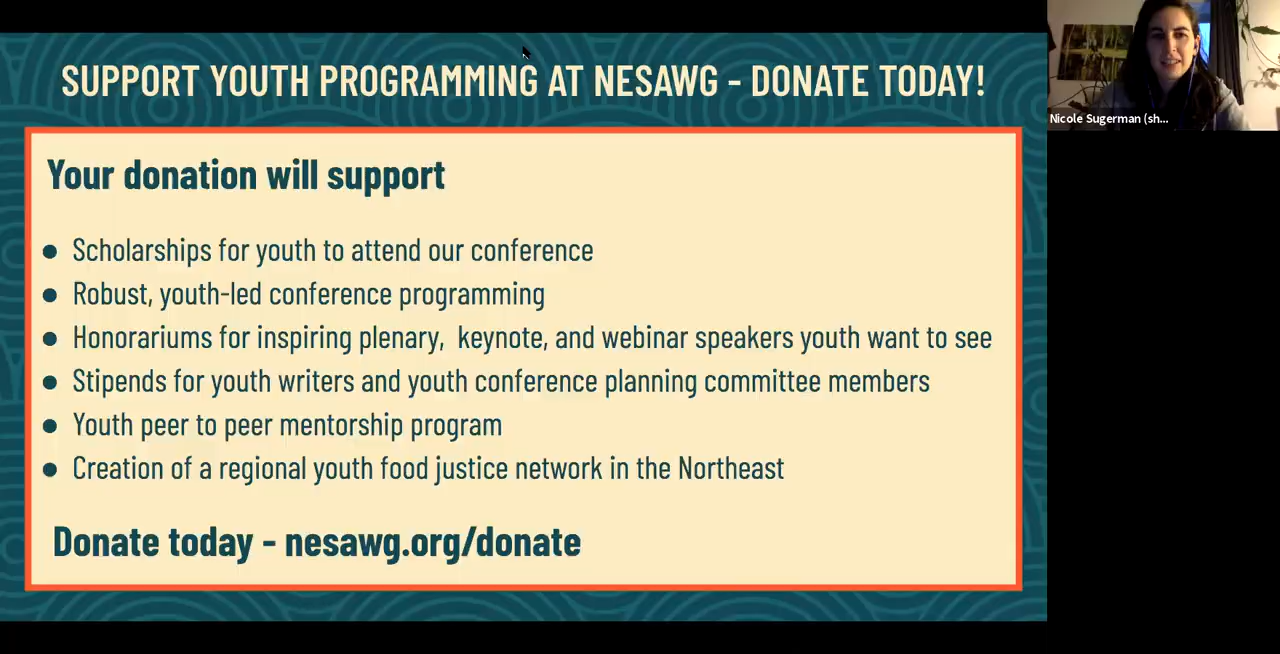 SUPPORT YOUTH PROGRAMMING AT NESAWG - DONATE TODAY!
Nicole Sugerman (sh...
Your donation will support
● Scholarships for youth to attend our conference
● Robust, youth-led conference programming
● Honorariums for inspiring plenary,  keynote, and webinar speakers youth want to see
● Stipends for youth writers and youth conference planning committee members
● Youth peer to peer mentorship program
● Creation of a regional youth food justice network in the Northeast
Donate today - nesawg.org/donate